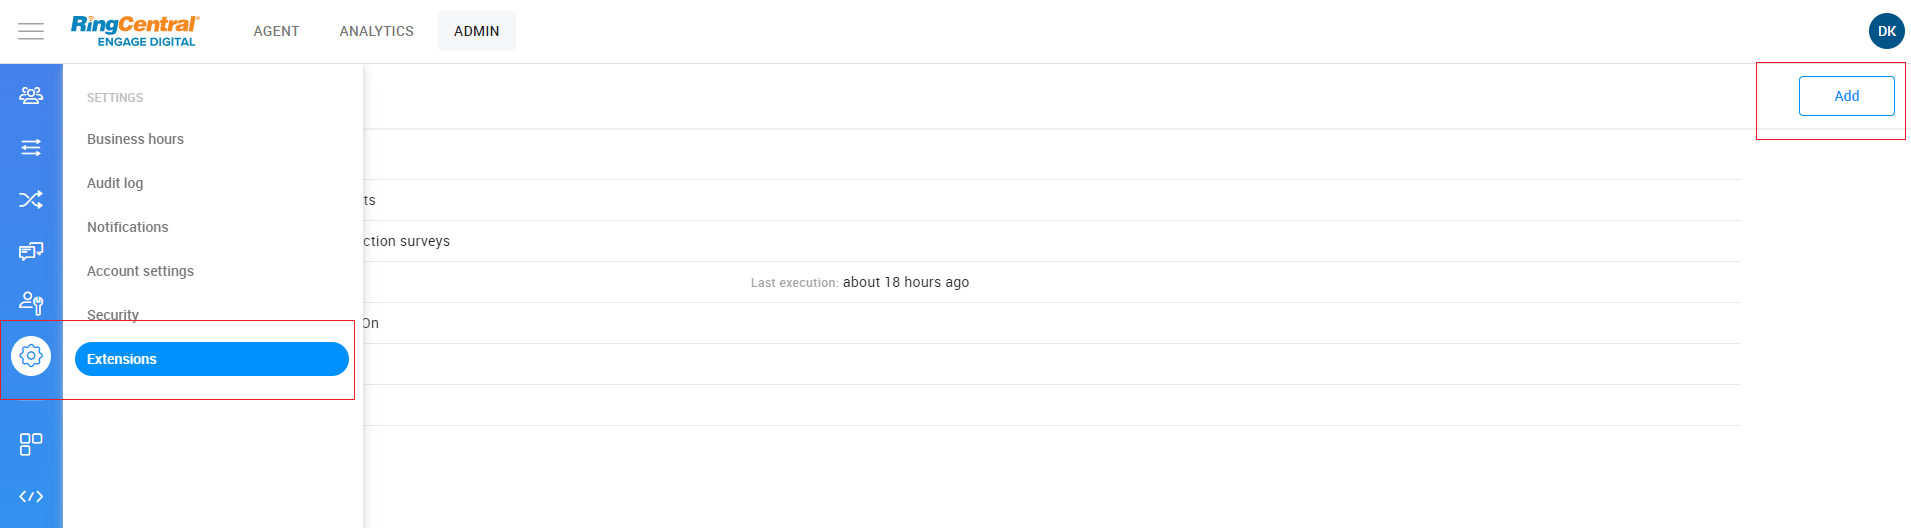 RingCentral®
ENGAGE DIGITAL
AGENT
ANALYTICS
ADMIN
DK
SETTINGS
Add
Business hours
Audit log
ts
Notifications
ction surveys
Account settings
Last execution: about 18 hours ago
Security
On
Extensions